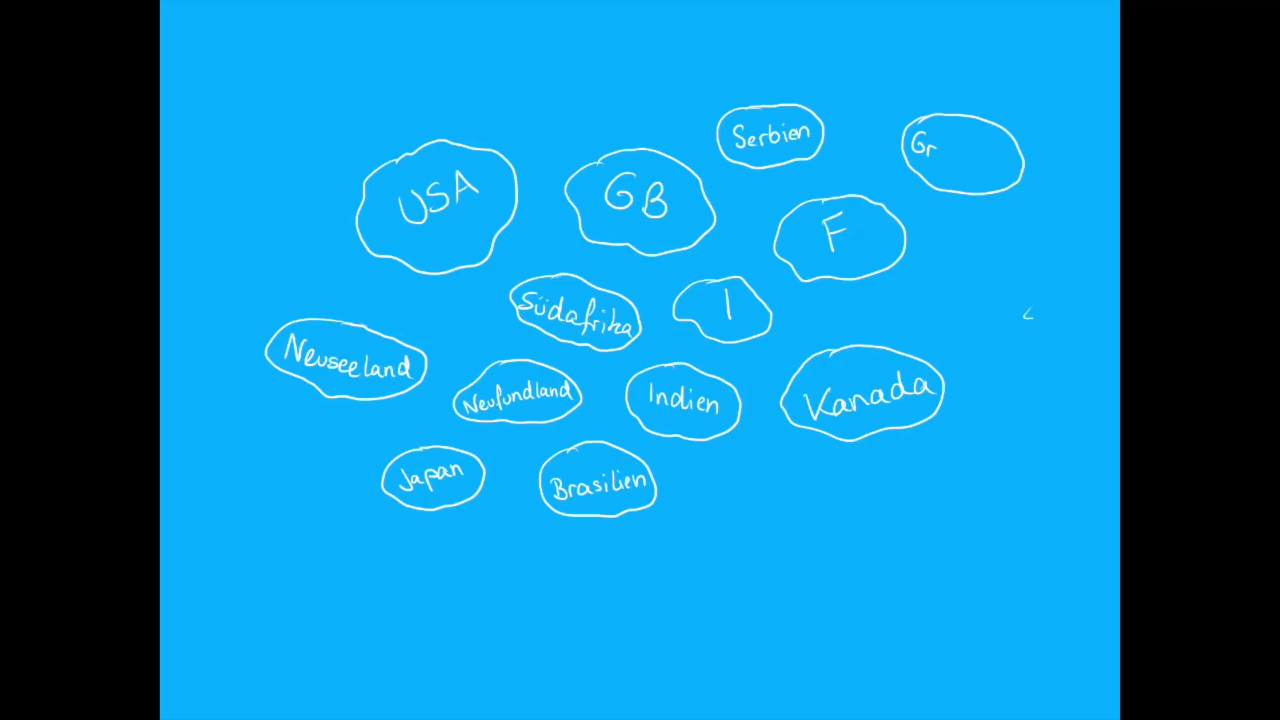 Serbien
Gr
USA
GB
F
Südafrika
I
Neuseeland
Neufundland
Indien
Kanada
Japan
Brasilien